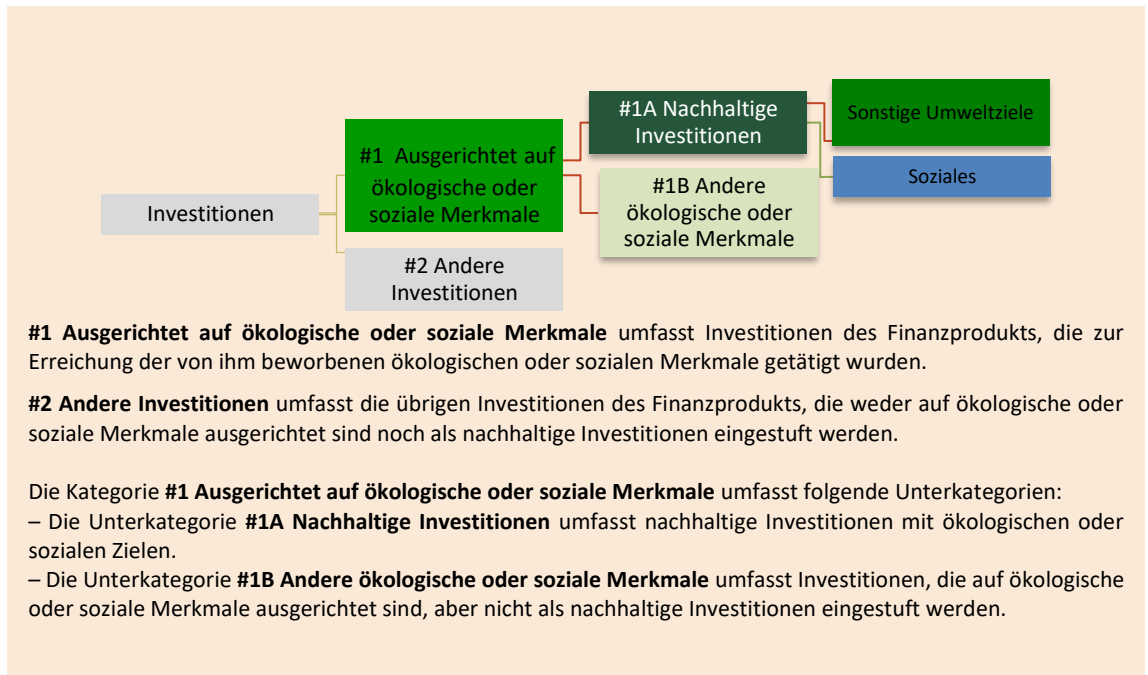 #1A Nachhaltige
Investitionen
Sonstige Umweltziele
#1 Ausgerichtet auf
ökologische oder
soziale Merkmale
Soziales
#1B Andere
ökologische oder
soziale Merkmale
Investitionen
#2 Andere
Investitionen
#1 Ausgerichtet auf ökologische oder soziale Merkmale umfasst Investitionen des Finanzprodukts, die zur
Erreichung der von ihm beworbenen ökologischen oder sozialen Merkmale getätigt wurden.
#2 Andere Investitionen umfasst die übrigen Investitionen des Finanzprodukts, die weder auf ökologische oder
soziale Merkmale ausgerichtet sind noch als nachhaltige Investitionen eingestuft werden.
Die Kategorie #1 Ausgerichtet auf ökologische oder soziale Merkmale umfasst folgende Unterkategorien:
– Die Unterkategorie #1A Nachhaltige Investitionen umfasst nachhaltige Investitionen mit ökologischen oder
sozialen Zielen.
– Die Unterkategorie #1B Andere ökologische oder soziale Merkmale umfasst Investitionen, die auf ökologische
oder soziale Merkmale ausgerichtet sind, aber nicht als nachhaltige Investitionen eingestuft werden.